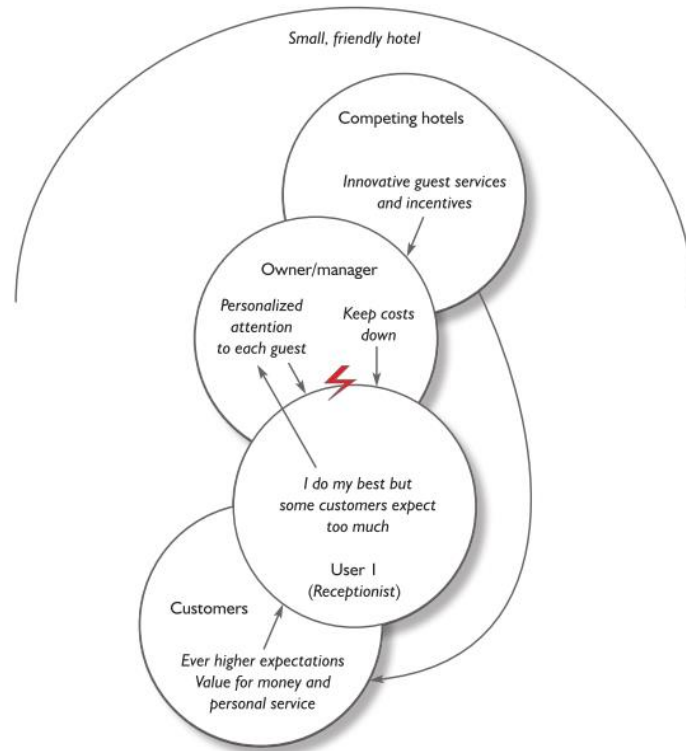 Small, friendly hotel
Competing hotels
Innovative guest services
and incentives
Owner/manager
Personalized
attention
to each guest
Keep costs
down
I do my best but
some customers expect
too much
User 1
(Receptionist)
Customers
Ever higher expectations
Value for money and
personal service